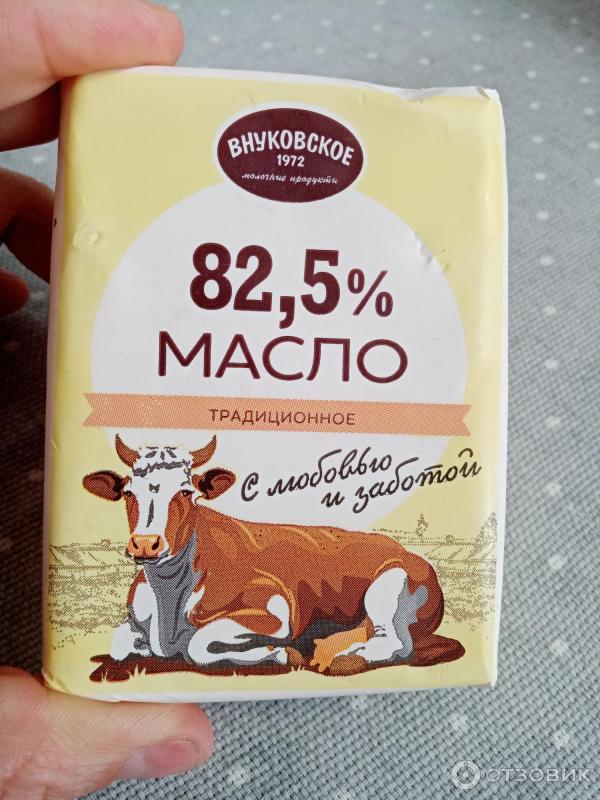 ВНУКОВСКОЕ
1972
молочные продукты
82,5%
МАСЛО
ТРАДИЦИОННОЕ
С любовью
и заботой
ОТЗОВИК